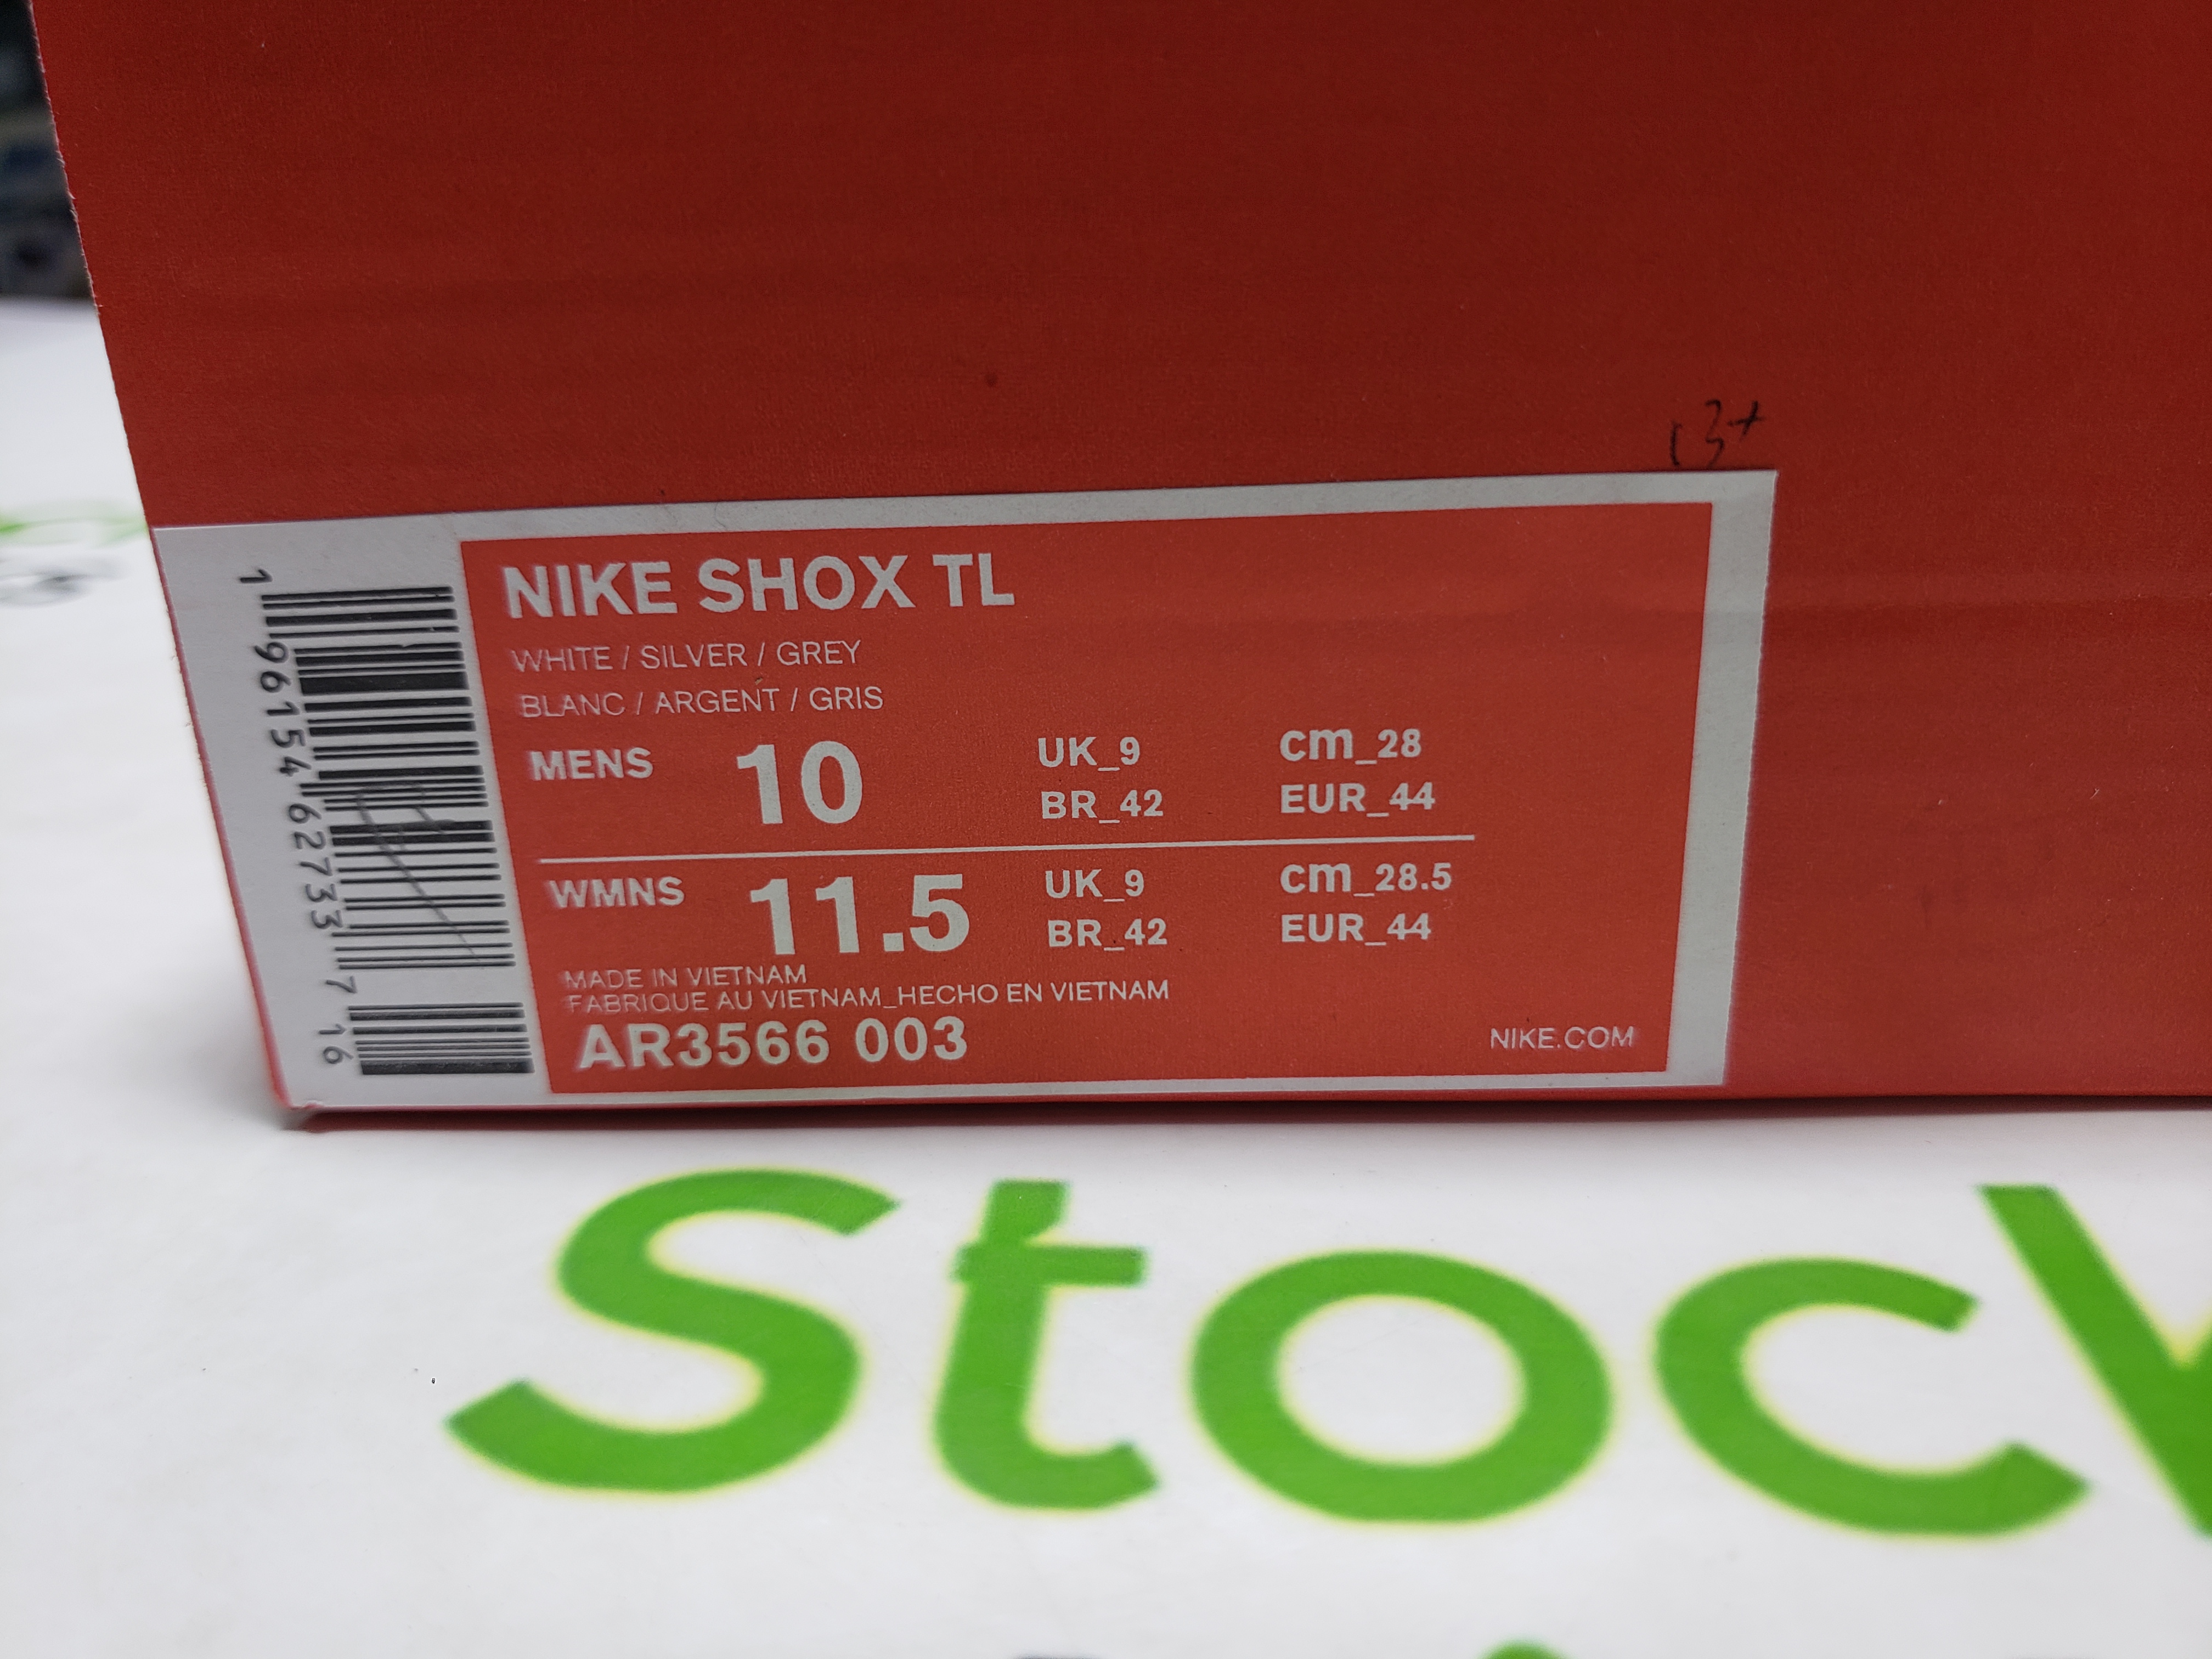 13+
NIKE SHOX TL
WHITE / SILVER / GREY
BLANC / ARGENT / GRIS
MENS 10 UK_9 cm_28
BR_42 EUR_44
WMNS 11.5 UK_9 cm_28.5
BR_42 EUR_44
MADE IN VIETNAM
FABRIQUE AU VIETNAM_HECHO EN VIETNAM
AR3566 003
NIKE.COM
1 96154 62733 7 16